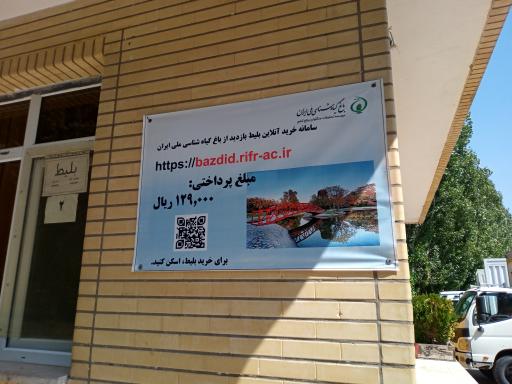 باغ گیاه‌شناسی ملی ایران
سامانه خرید آنلاین بلیط بازدید از باغ گیاه شناسی ملی ایران
https://bazdid.rifr-ac.ir
مبلغ پرداختی:
۱۲۹,۰۰۰ ریال
برای خرید بلیط، اسکن کنید.
بلیط
۲